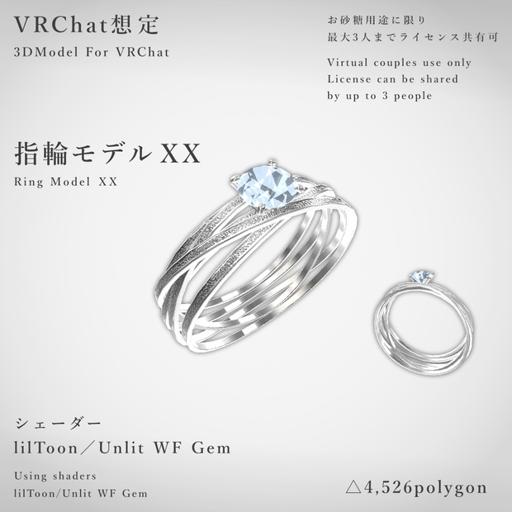 VRChat想定
3DModel For VRChat
お砂糖用途に限り
最大3人までライセンス共有可
Virtual couples use only
License can be shared
by up to 3 people
指輪モデルXX
Ring Model XX
シェーダー
lilToon／Unlit WF Gem
Using shaders
lilToon/Unlit WF Gem
△4,526polygon